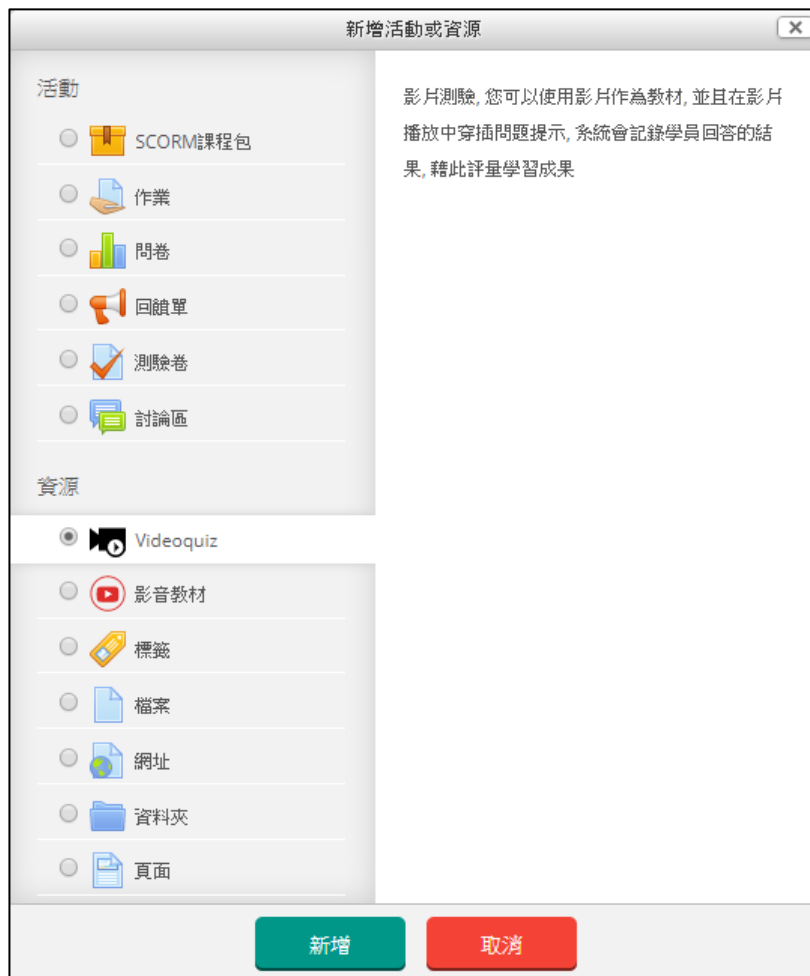 新增活動或資源
活動
SCORM課程包
作業
問卷
回饋單
測驗卷
討論區
資源
Videoquiz
影音教材
標籤
檔案
網址
資料夾
頁面
影片測驗, 您可以使用影片作為教材, 並且在影片
播放中穿插問題提示, 系統會記錄學員回答的結
果, 藉此評量學習成果
新增
取消